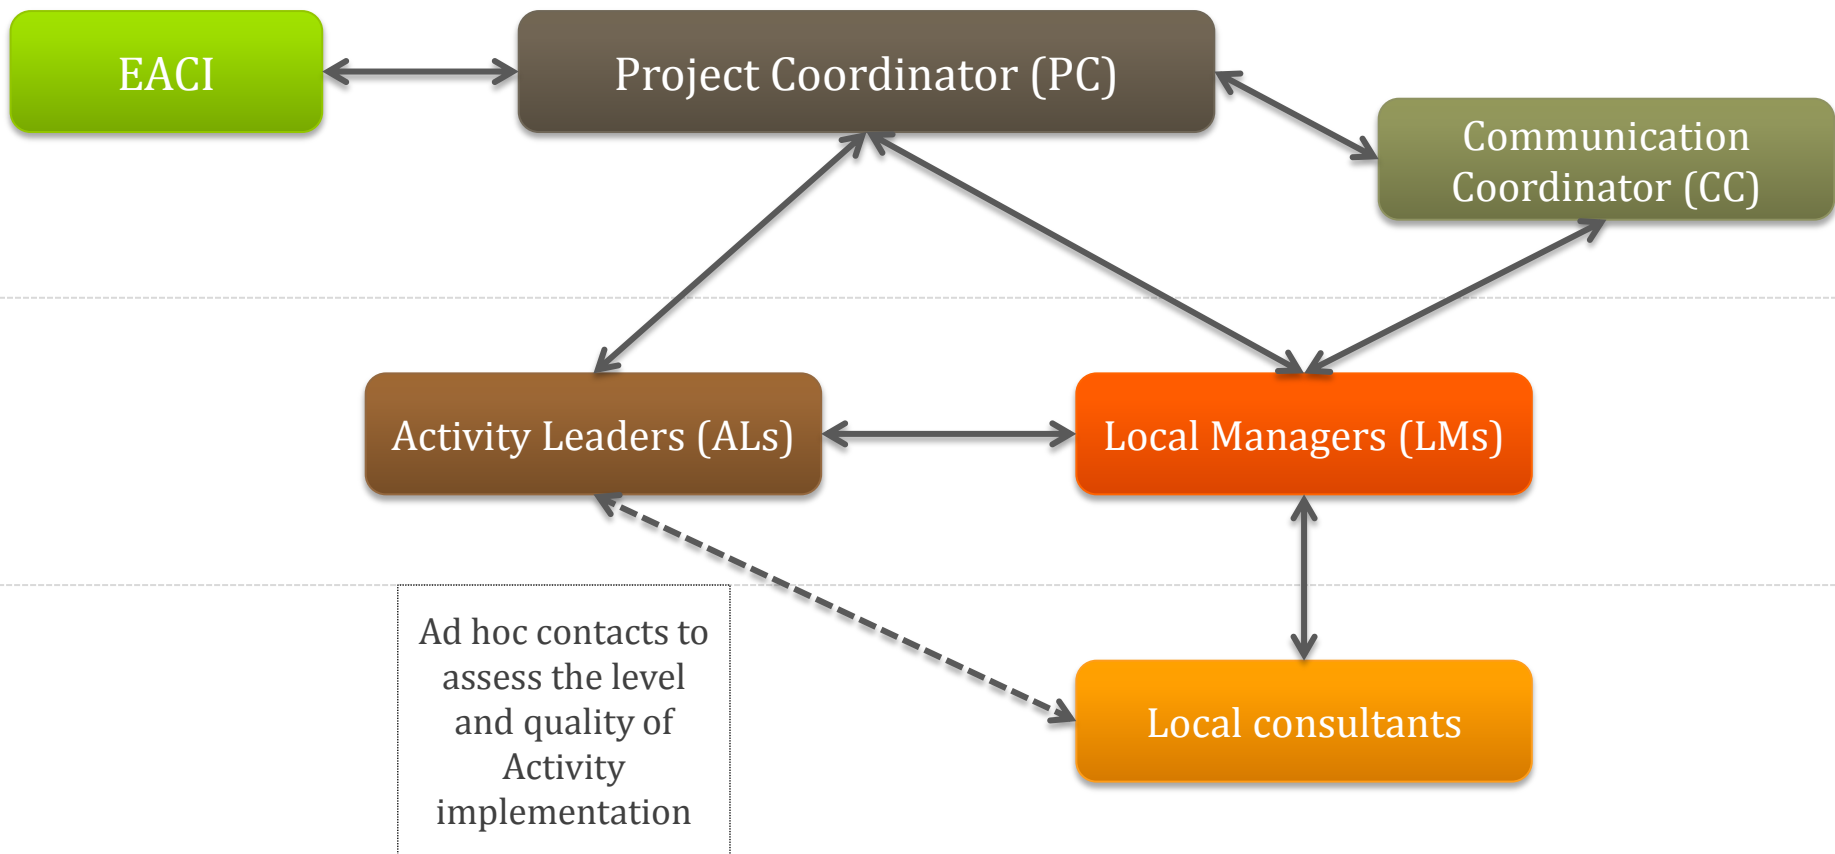 EACI
Project Coordinator (PC)
Communication
Coordinator (CC)
Activity Leaders (ALs)
Local Managers (LMs)
Ad hoc contacts to
assess the level
and quality of
Activity
implementation
Local consultants